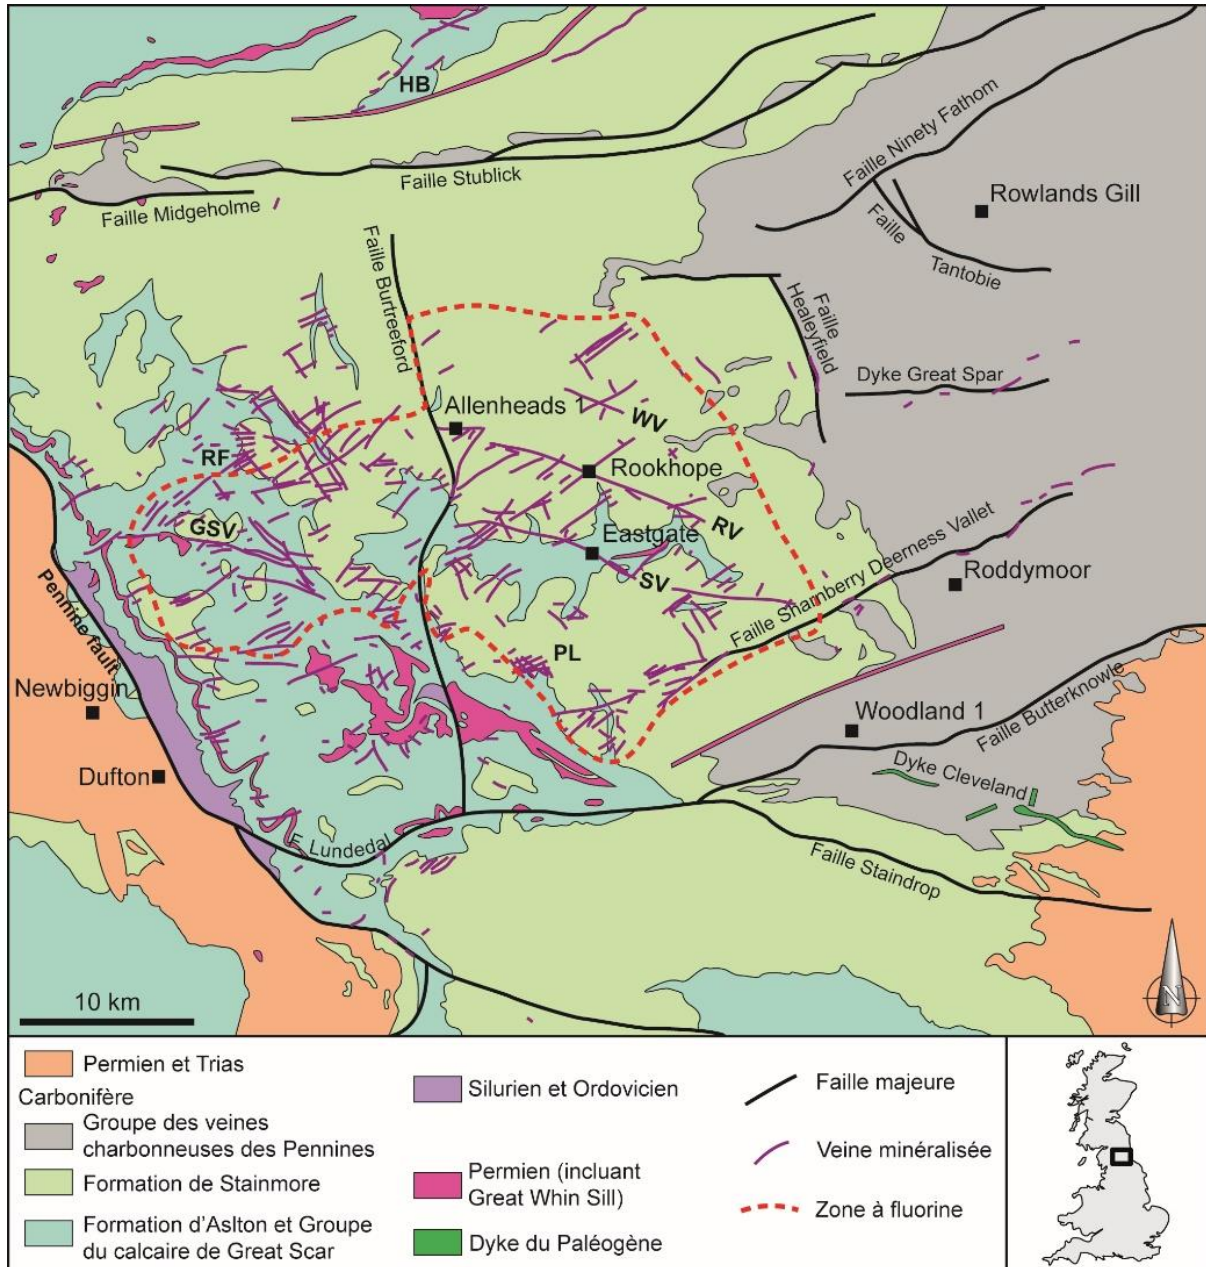 HB
Faille Ninety Fathom
Faille Stublick
Rowlands Gill
Faille Midgeholme
Faille
Tantobie
Faille Burtreeford
Faille
Healeyfield
Dyke Great Spar
Allenheads 1
WV
RF
Rookhope
GSV
RV
Eastgate
SV
Faille Sharnberry Deerness Vallet
Roddymoor
Pennine fault
PL
Newbiggin
Woodland 1
Faille Butterknowle
Dufton
Dyke Cleveland
F. Lundedal
Faille Staindrop
10 km
N
Permien et Trias
Carbonifère
Groupe des veines
charbonneuses des Pennines
Formation de Stainmore
Formation d'Aslton et Groupe
du calcaire de Great Scar
Silurien et Ordovicien
Permien (incluant
Great Whin Sill)
Dyke du Paléogène
Faille majeure
Veine minéralisée
Zone à fluorine